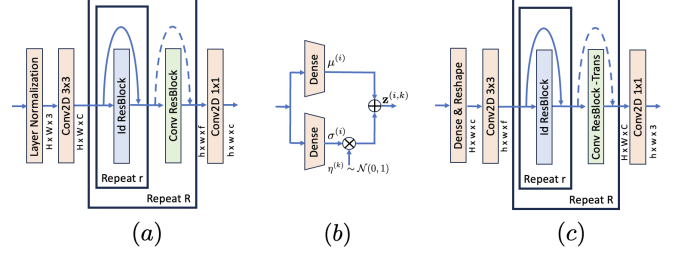 Layer Normalization
H x W x 3
Conv2D 3x3
H x W x C
Id ResBlock
Repeat r
Conv ResBlock
Repeat R
h x w x f
Conv2D 1x1
h x w x c
(a)
Dense
μ^(i)
Dense
σ^(i)
z^(i,k)
η^(k) ~ N(0,1)
(b)
Dense & Reshape
h x w x c
Conv2D 3x3
h x w x f
Id ResBlock
Repeat r
Conv ResBlock -Trans
Repeat R
H x W x C
Conv2D 1x1
h x w x 3
(c)